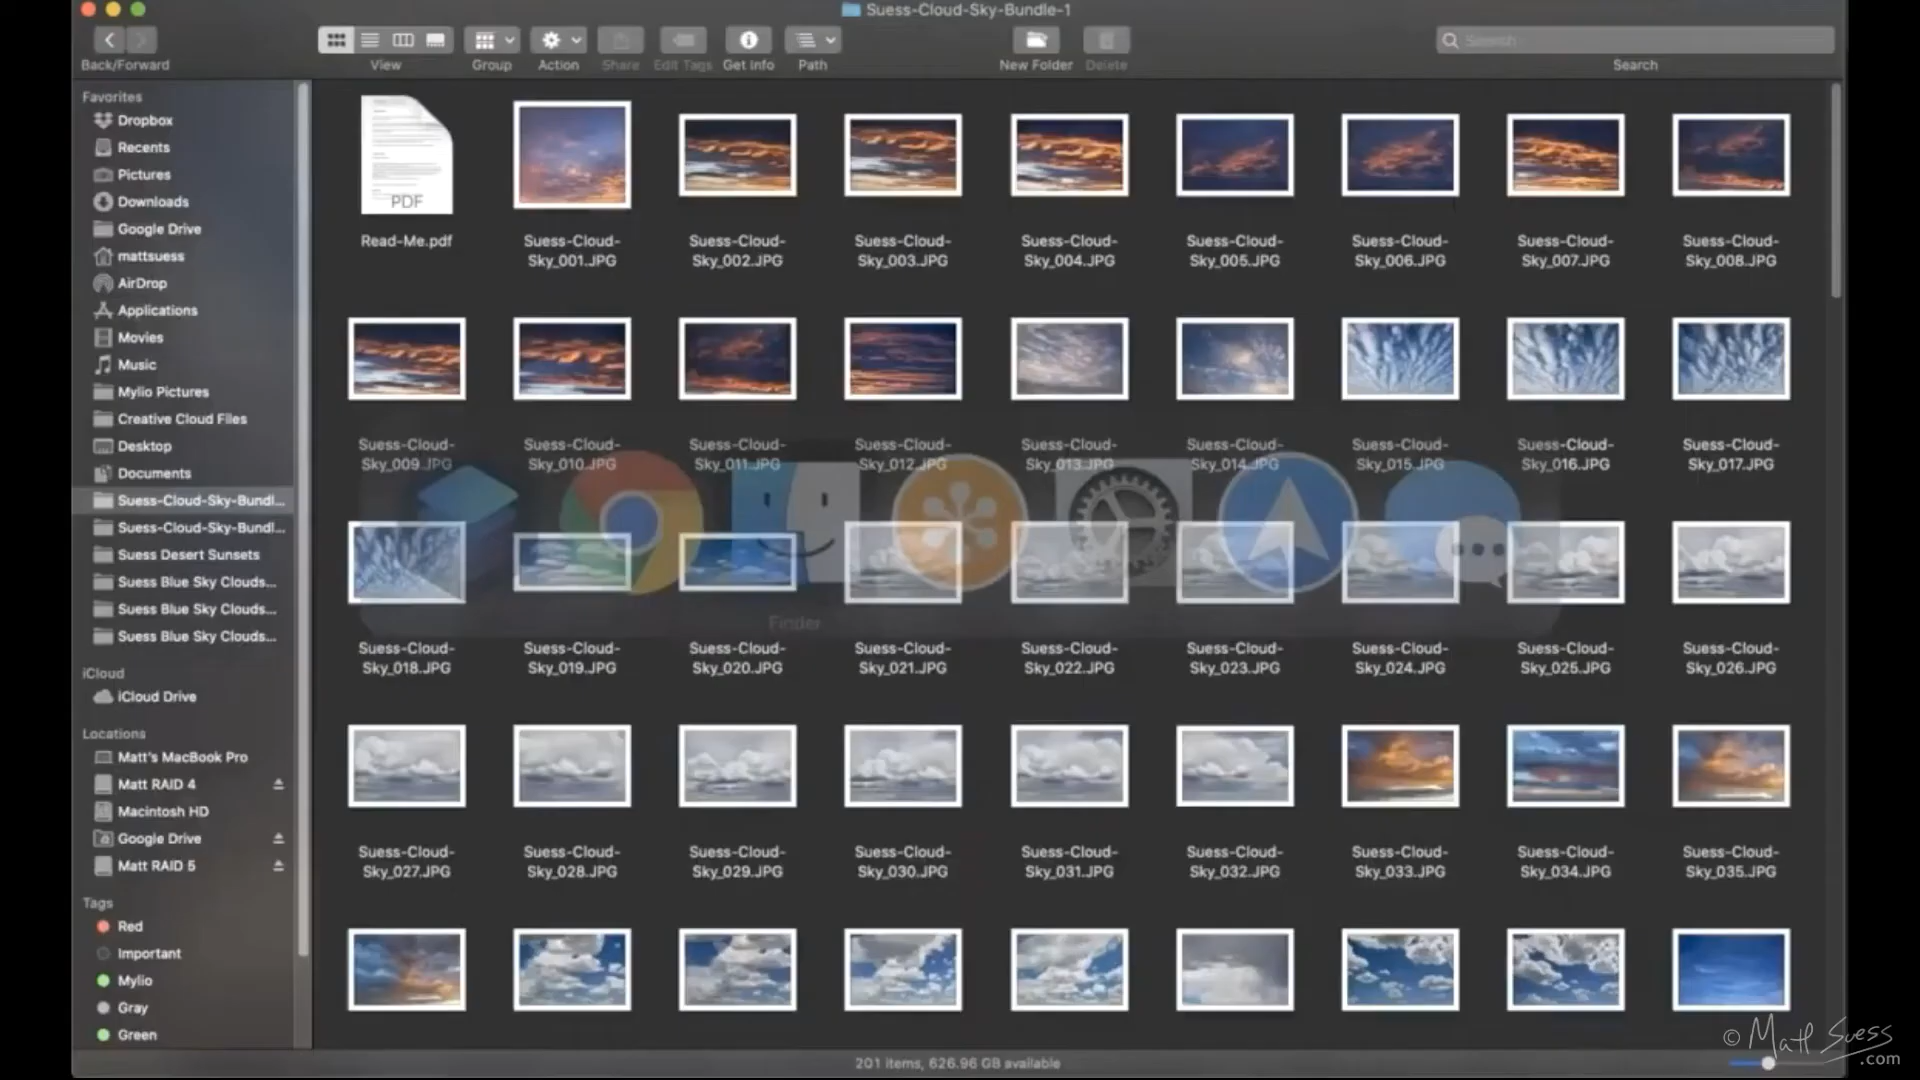 Suess-Cloud-Sky-Bundle-1
Back/Forward
View
Group
Action
Share
Edit Tags
Get Info
Path
New Folder
Delete
Search
Search
Favorites
Dropbox
Recents
Pictures
Downloads
Google Drive
mattsuess
AirDrop
Applications
Movies
Music
Mylio Pictures
Creative Cloud Files
Desktop
Documents
Suess-Cloud-Sky-Bundl...
Suess-Cloud-Sky-Bundl...
Suess Desert Sunsets
Suess Blue Sky Clouds...
Suess Blue Sky Clouds...
Suess Blue Sky Clouds...
iCloud
iCloud Drive
Locations
Matt's MacBook Pro
Matt RAID 4
Macintosh HD
Google Drive
Matt RAID 5
Tags
Red
Important
Mylio
Gray
Green
PDF
Read-Me.pdf
Suess-Cloud-
Sky_001.JPG
Suess-Cloud-
Sky_002.JPG
Suess-Cloud-
Sky_003.JPG
Suess-Cloud-
Sky_004.JPG
Suess-Cloud-
Sky_005.JPG
Suess-Cloud-
Sky_006.JPG
Suess-Cloud-
Sky_007.JPG
Suess-Cloud-
Sky_008.JPG
Suess-Cloud-
Sky_009.JPG
Suess-Cloud-
Sky_010.JPG
Suess-Cloud-
Sky_011.JPG
Suess-Cloud-
Sky_012.JPG
Suess-Cloud-
Sky_013.JPG
Suess-Cloud-
Sky_014.JPG
Suess-Cloud-
Sky_015.JPG
Suess-Cloud-
Sky_016.JPG
Suess-Cloud-
Sky_017.JPG
Finder
Suess-Cloud-
Sky_018.JPG
Suess-Cloud-
Sky_019.JPG
Suess-Cloud-
Sky_020.JPG
Suess-Cloud-
Sky_021.JPG
Suess-Cloud-
Sky_022.JPG
Suess-Cloud-
Sky_023.JPG
Suess-Cloud-
Sky_024.JPG
Suess-Cloud-
Sky_025.JPG
Suess-Cloud-
Sky_026.JPG
Suess-Cloud-
Sky_027.JPG
Suess-Cloud-
Sky_028.JPG
Suess-Cloud-
Sky_029.JPG
Suess-Cloud-
Sky_030.JPG
Suess-Cloud-
Sky_031.JPG
Suess-Cloud-
Sky_032.JPG
Suess-Cloud-
Sky_033.JPG
Suess-Cloud-
Sky_034.JPG
Suess-Cloud-
Sky_035.JPG
201 items, 626.96 GB available
© Matt Suess
.com